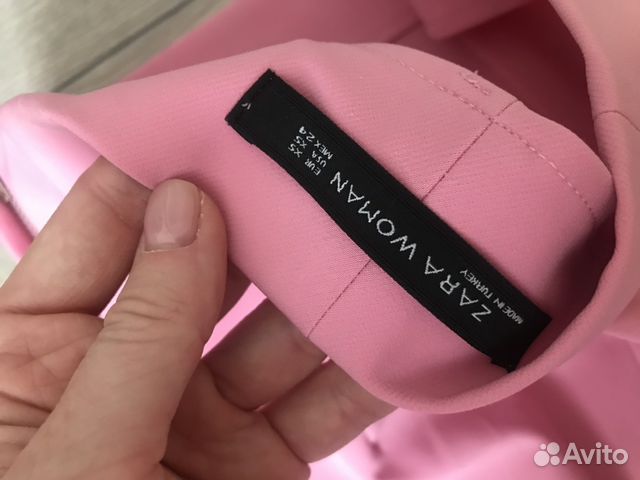 ZARA WOMAN
MADE IN TURKEY
EUR XS
USA XS
MEX 24
Avito